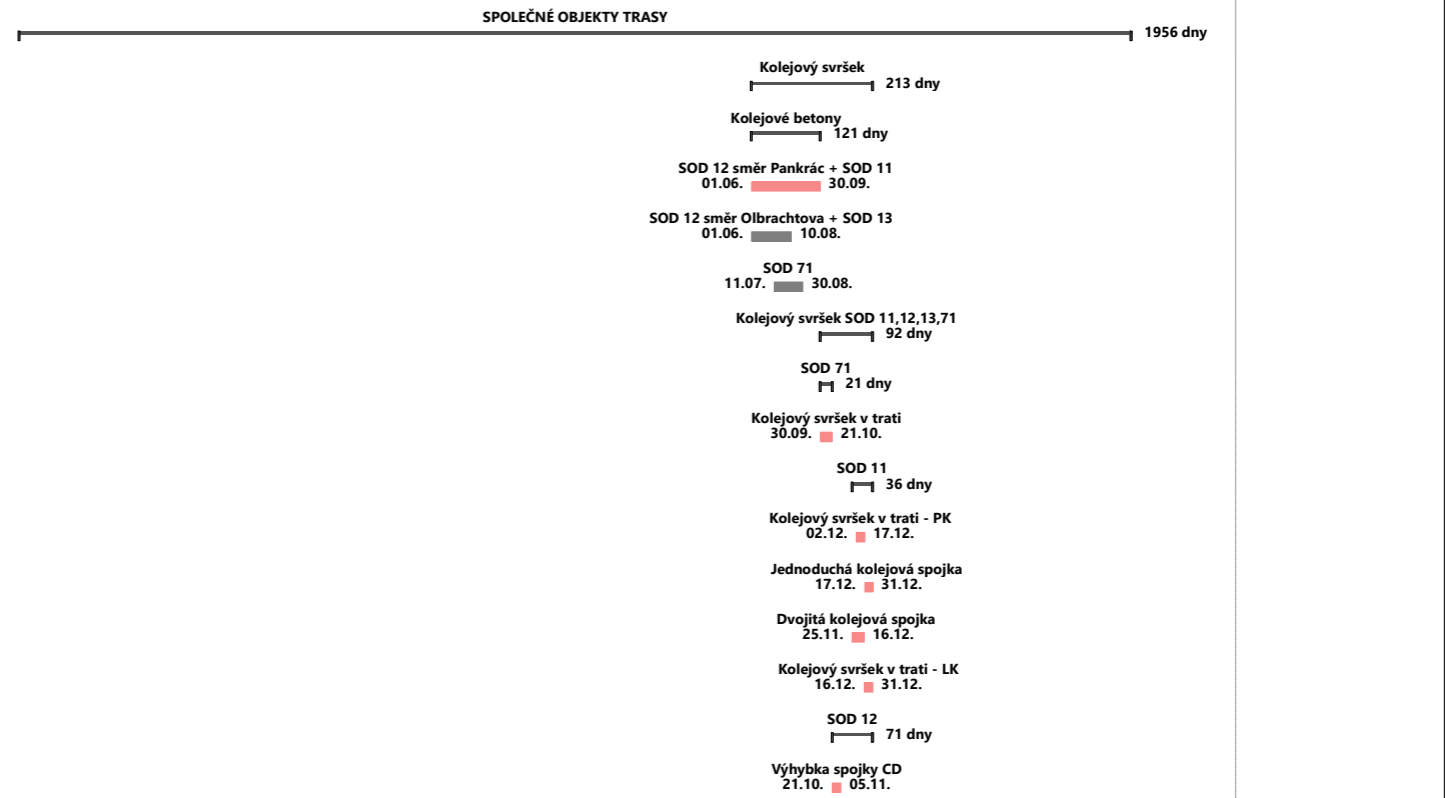 SPOLEČNÉ OBJEKTY TRASY
1956 dny
Kolejový svršek
213 dny
Kolejové betony
121 dny
SOD 12 směr Pankrác + SOD 11
01.06. 30.09.
SOD 12 směr Olbrachtova + SOD 13
01.06. 10.08.
SOD 71
11.07. 30.08.
Kolejový svršek SOD 11,12,13,71
92 dny
SOD 71
21 dny
Kolejový svršek v trati
30.09. 21.10.
SOD 11
36 dny
Kolejový svršek v trati - PK
02.12. 17.12.
Jednoduchá kolejová spojka
17.12. 31.12.
Dvojitá kolejová spojka
25.11. 16.12.
Kolejový svršek v trati - LK
16.12. 31.12.
SOD 12
71 dny
Výhybka spojky CD
21.10. 05.11.